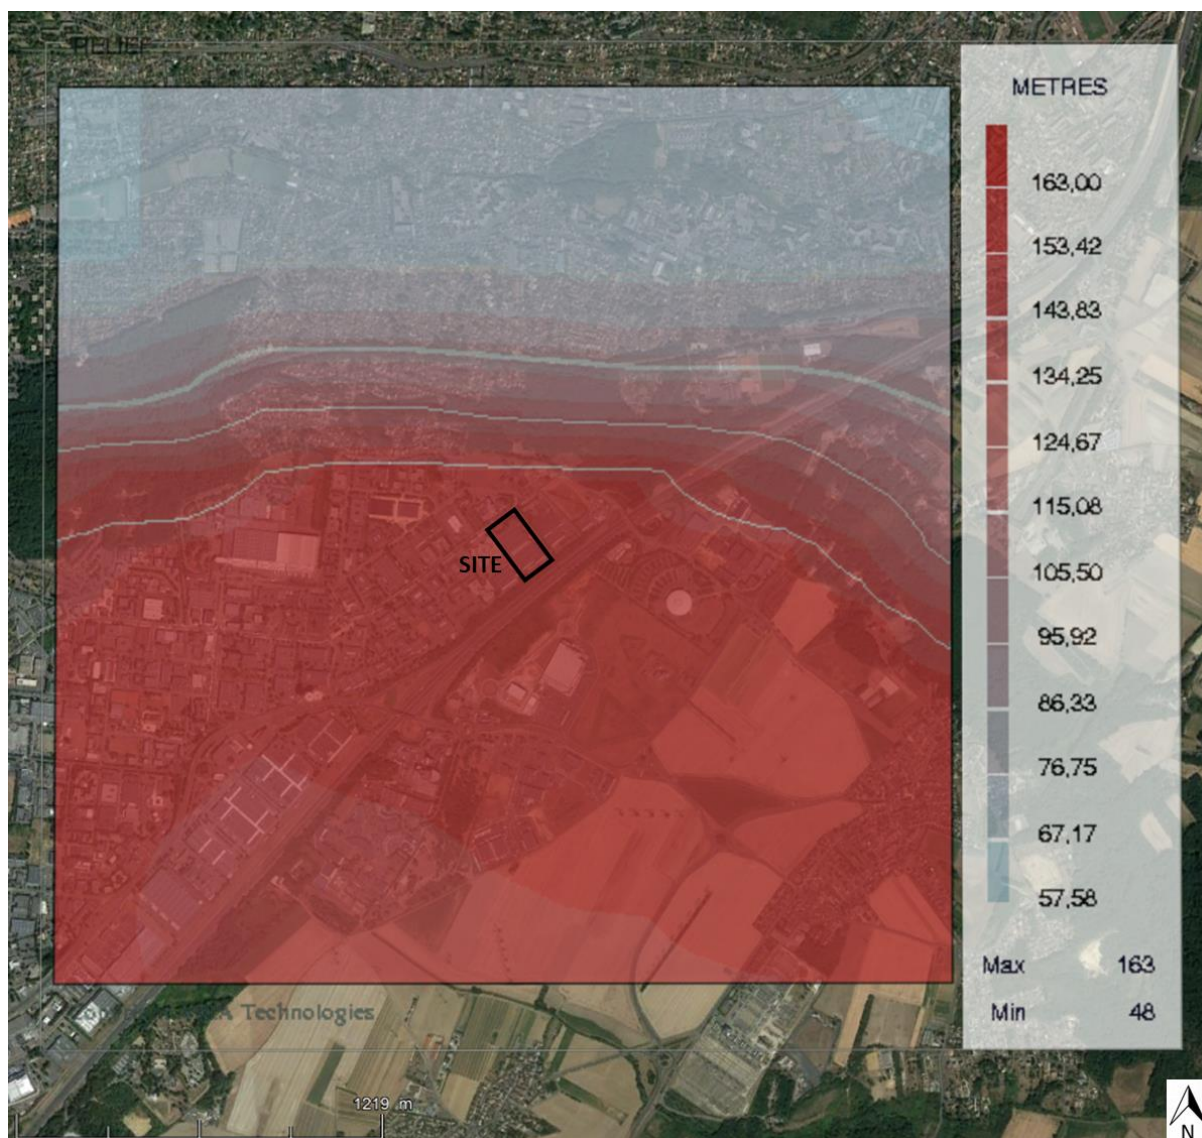 RELIEF
METRES
163,00
153,42
143,83
134,25
124,67
115,08
105,50
95,92
86,33
76,75
67,17
57,58
Max 163
Min 48
SITE
Technologies
1219 m
N